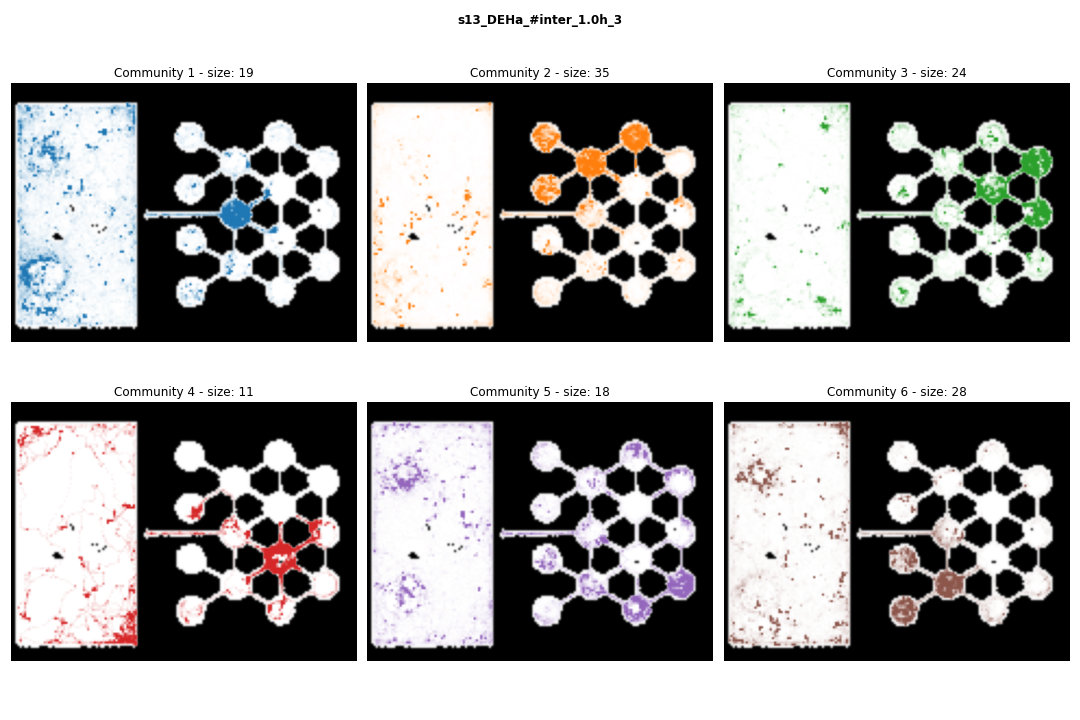 s13_DEHa_#inter_1.0h_3
Community 1 - size: 19
Community 2 - size: 35
Community 3 - size: 24
Community 4 - size: 11
Community 5 - size: 18
Community 6 - size: 28